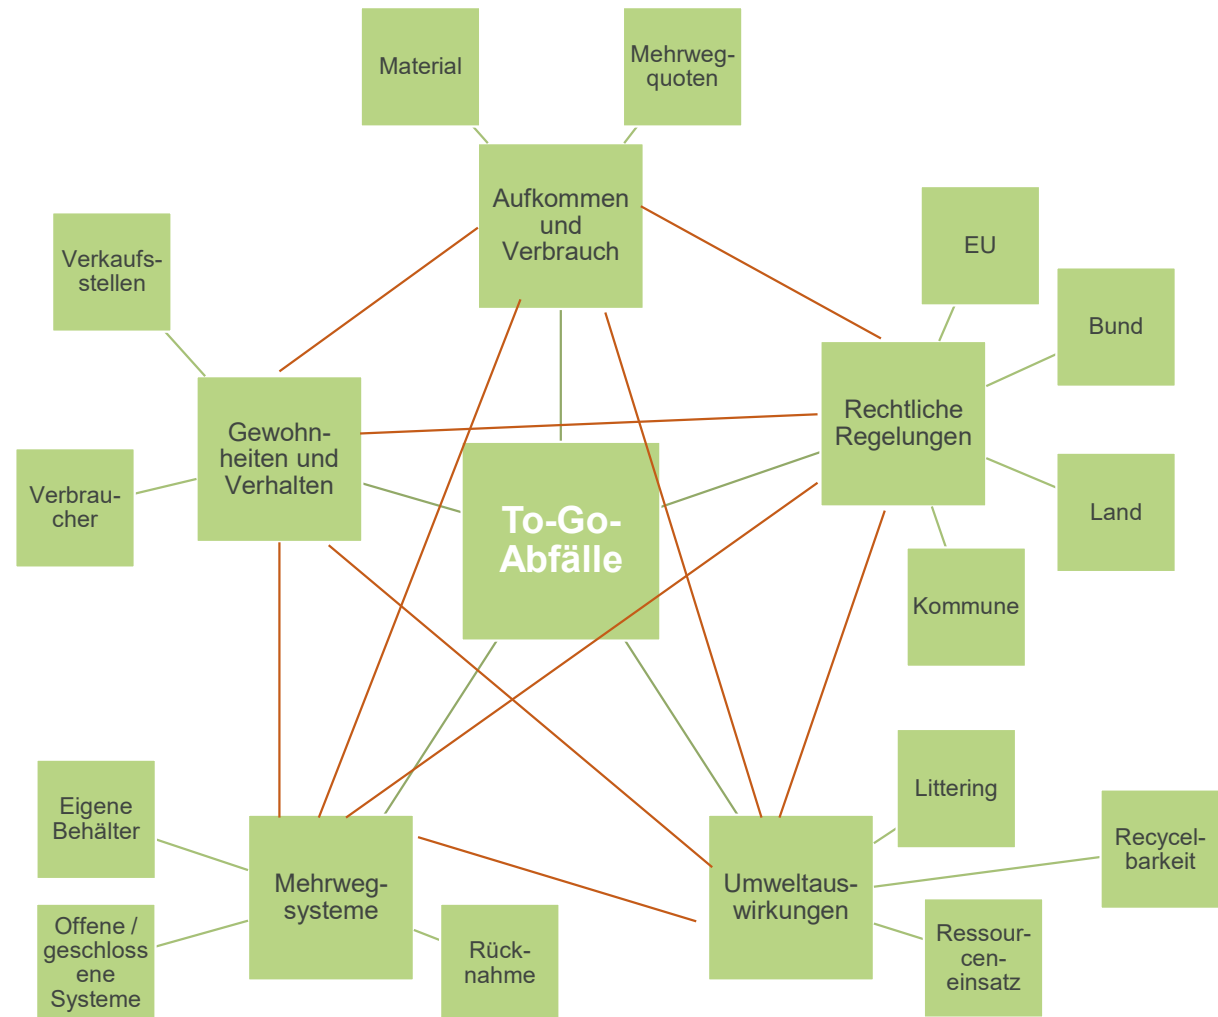 Material
Mehrweg-
quoten
Aufkommen
und
Verbrauch
EU
Verkaufs-
stellen
Bund
Rechtliche
Regelungen
Gewohn-
heiten und
Verhalten
Verbrau-
cher
To-Go-
Abfälle
Land
Kommune
Littering
Eigene
Behälter
Recycel-
barkeit
Mehrweg-
systeme
Umweltaus-
wirkungen
Offene /
geschloss
ene
Systeme
Rück-
nahme
Ressour-
cen-
einsatz